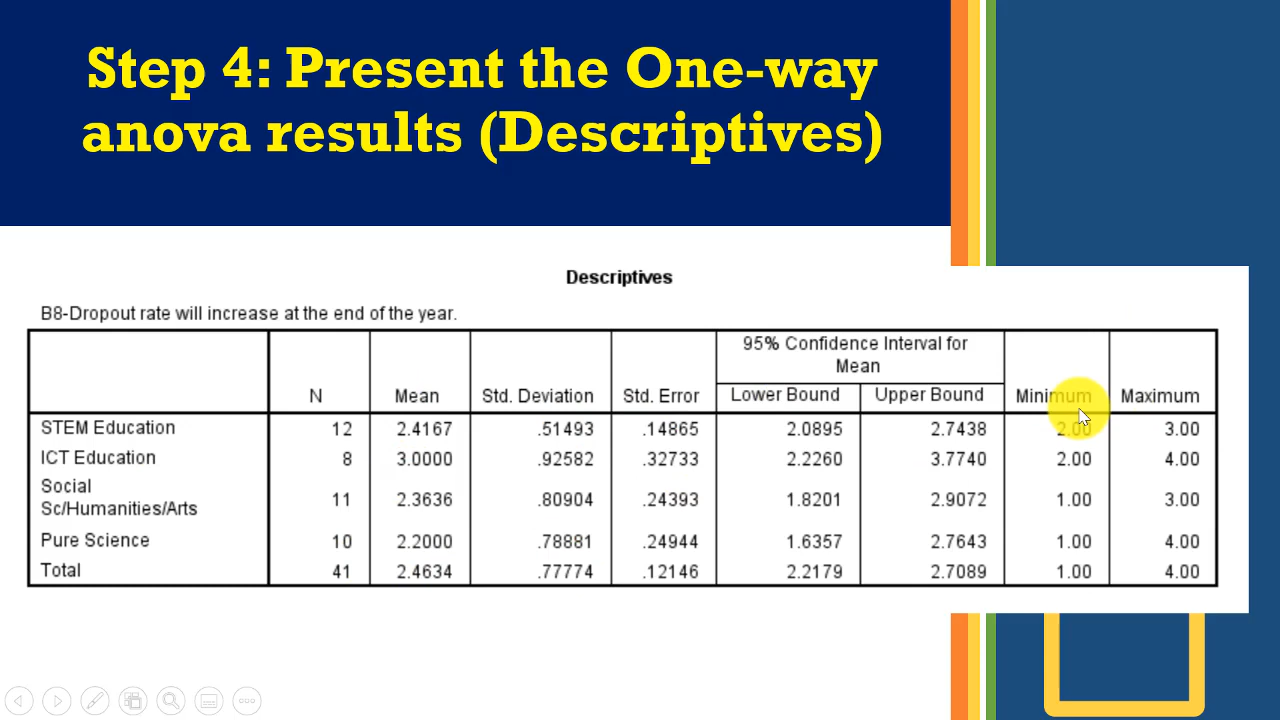 Step 4: Present the One-way
anova results (Descriptives)
Descriptives
B8-Dropout rate will increase at the end of the year.
N Mean Std. Deviation Std. Error 95% Confidence Interval for Mean Lower Bound Upper Bound Minimum Maximum
STEM Education 12 2.4167 .51493 .14865 2.0895 2.7438 2.00 3.00
ICT Education 8 3.0000 .92582 .32733 2.2260 3.7740 2.00 4.00
Social
Sc/Humanities/Arts 11 2.3636 .80904 .24393 1.8201 2.9072 1.00 3.00
Pure Science 10 2.2000 .78881 .24944 1.6357 2.7643 1.00 4.00
Total 41 2.4634 .77774 .12146 2.2179 2.7089 1.00 4.00